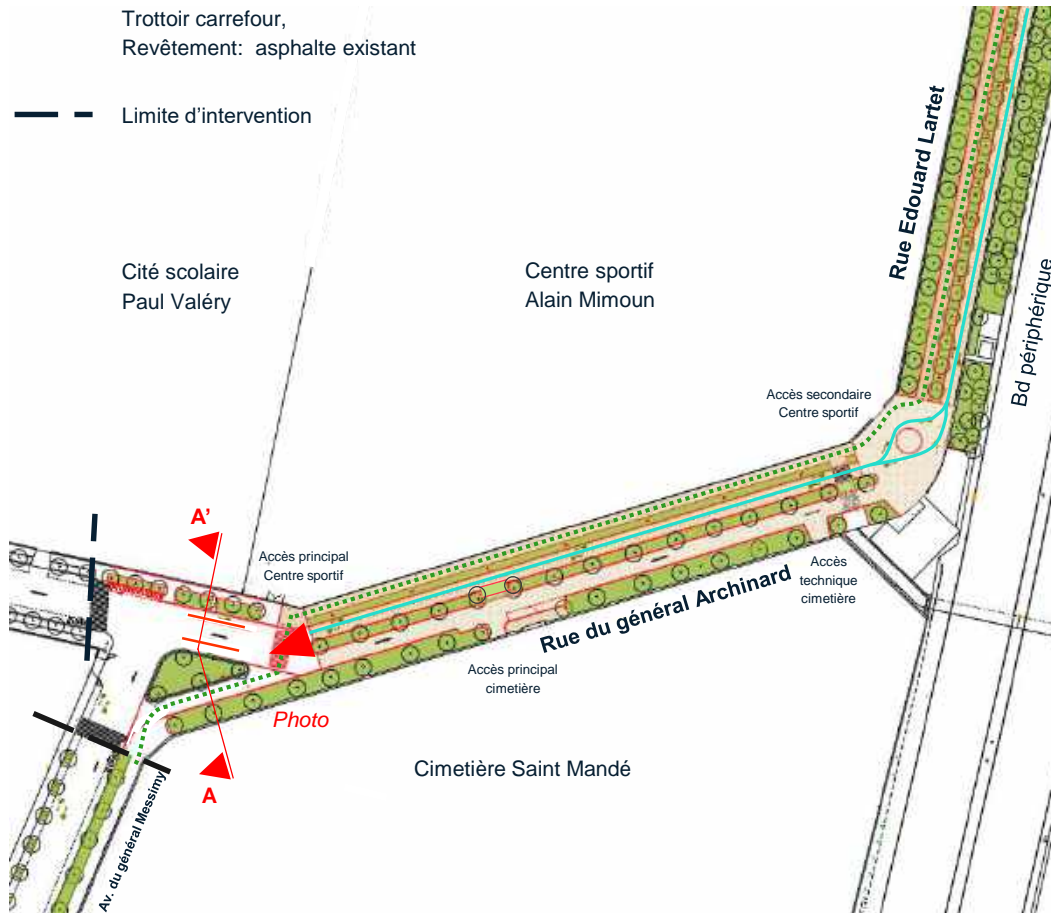 Trottoir carrefour,
Revêtement: asphalte existant
Limite d'intervention
Rue Edouard Lartet
Cité scolaire
Paul Valéry
Centre sportif
Alain Mimoun
Bd périphérique
Accès secondaire
Centre sportif
A'
Accès principal
Centre sportif
Accès
technique
cimetière
Rue du général Archinard
Accès principal
cimetière
Photo
Cimetière Saint Mandé
A
Av. du général Messimy